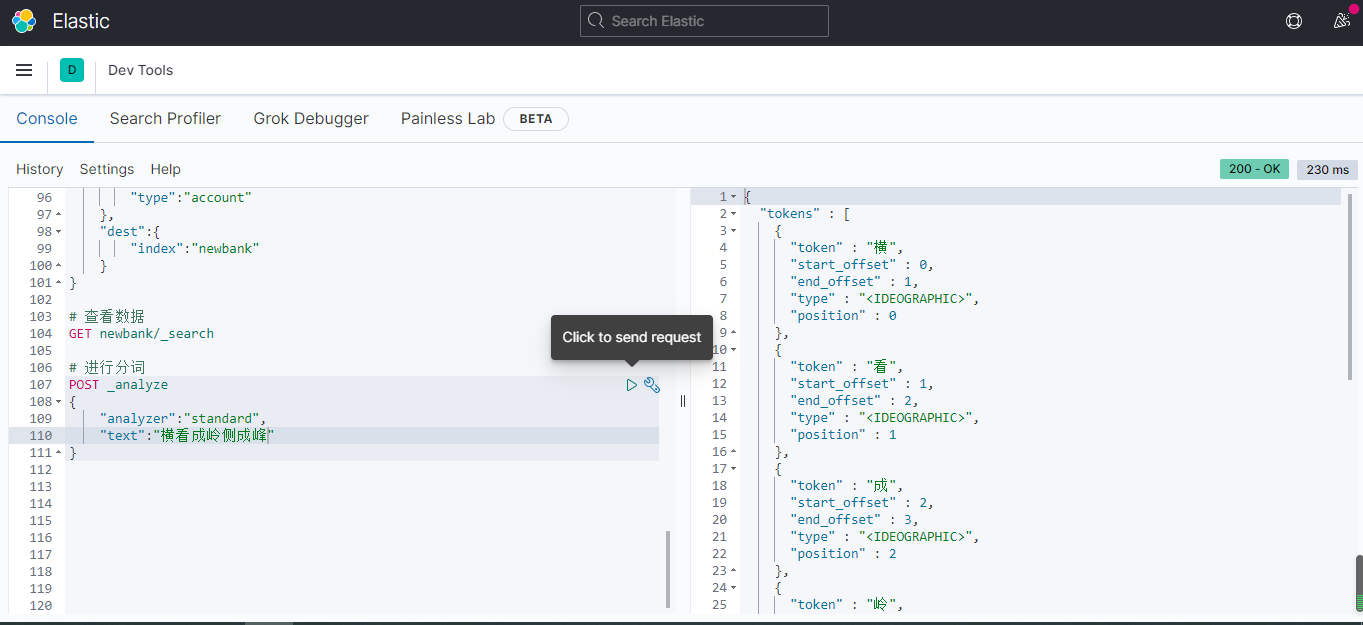 Elastic
Search Elastic
D
Dev Tools
Console
Search Profiler
Grok Debugger
Painless Lab
BETA
History
Settings
Help
200 - OK
230 ms
96 "type":"account"
97 },
98 "dest":{
99 "index":"newbank"
100 }
101 }
102
103 # 查看数据
104 GET newbank/_search
105
106 # 进行分词
107 POST _analyze
108 {
109 "analyzer":"standard",
110 "text":"横看成岭侧成峰"
111 }
112
113
114
115
116
117
118
119
120
Click to send request
1 {
2 "tokens" : [
3 {
4 "token" : "横",
5 "start_offset" : 0,
6 "end_offset" : 1,
7 "type" : "<IDEOGRAPHIC>",
8 "position" : 0
9 },
10 {
11 "token" : "看",
12 "start_offset" : 1,
13 "end_offset" : 2,
14 "type" : "<IDEOGRAPHIC>",
15 "position" : 1
16 },
17 {
18 "token" : "成",
19 "start_offset" : 2,
20 "end_offset" : 3,
21 "type" : "<IDEOGRAPHIC>",
22 "position" : 2
23 },
24 {
25 "token" : "岭",